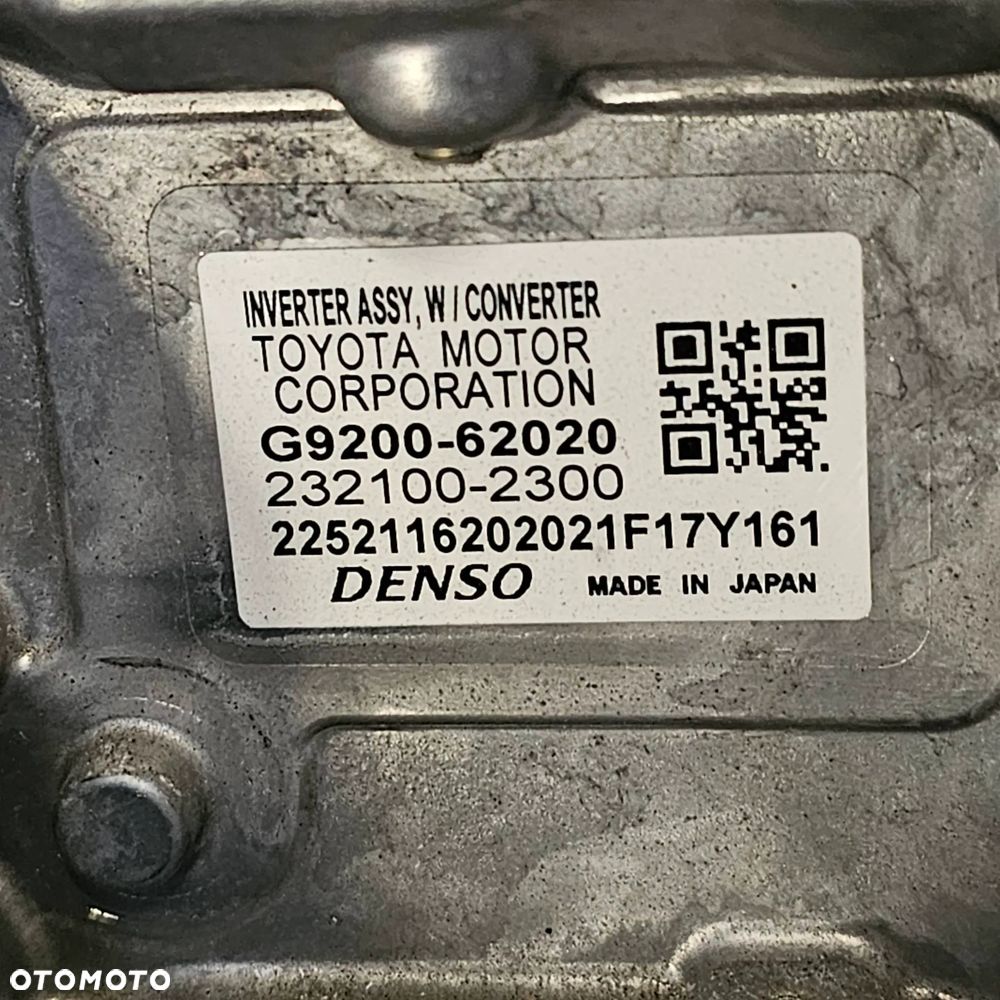 INVERTER ASSY, W / CONVERTER
TOYOTA MOTOR
CORPORATION
G9200-62020
232100-2300
2252116202021F17Y161
DENSO MADE IN JAPAN
OTOMOTO